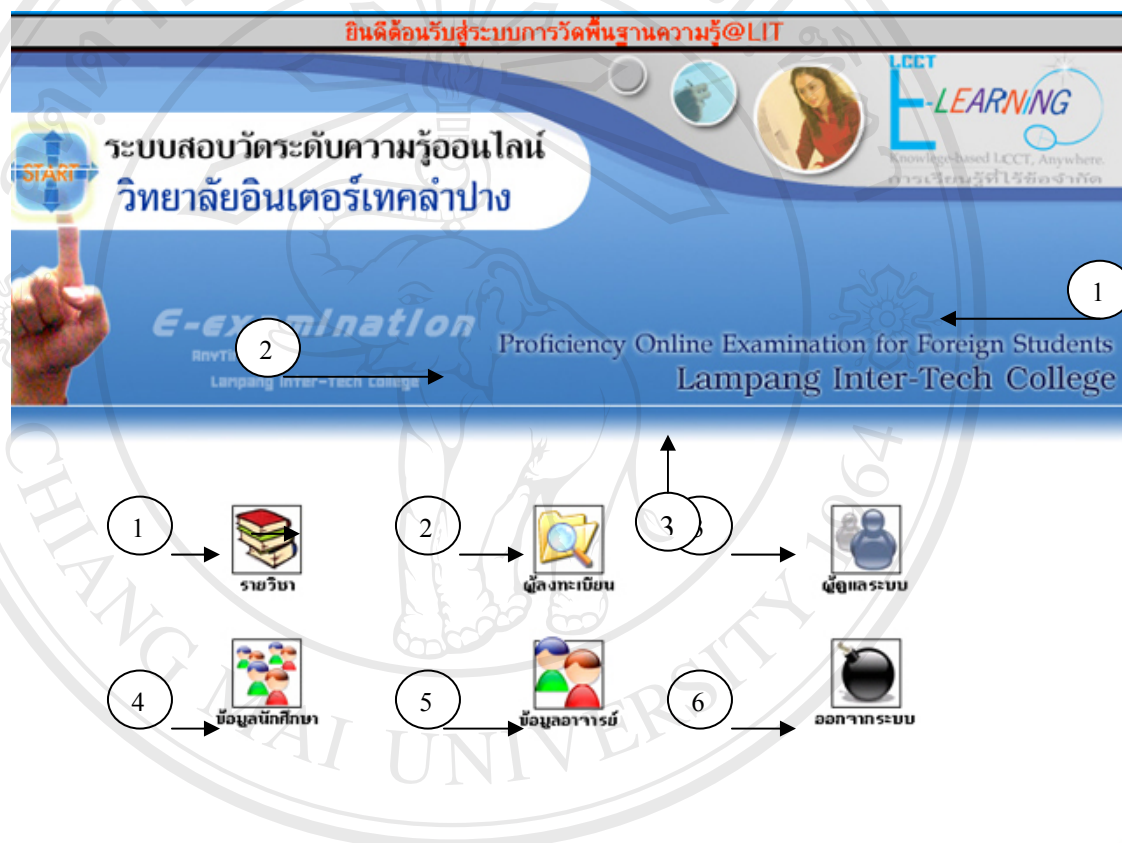 ยินดีต้อนรับสู่ระบบการวัดพื้นฐานความรู้@LIT
LCCT
E-LEARNING
Knowlege-based LCCT, Anywhere.
การเรียนรู้ที่ไร้ข้อจำกัด
START
ระบบสอบวัดระดับความรู้ออนไลน์
วิทยาลัยอินเตอร์เทคลำปาง
1
E-examination
2
Proficiency Online Examination for Foreign Students
Lampang Inter-Tech College
Lampang Inter-Tech College
1
2
3
3
รายวิชา
ผู้ลงทะเบียน
ผู้ดูแลระบบ
4
5
6
ข้อมูลนักศึกษา
ข้อมูลอาจารย์
ออกจากระบบ
CHIANG MAI UNIVERSITY 1964